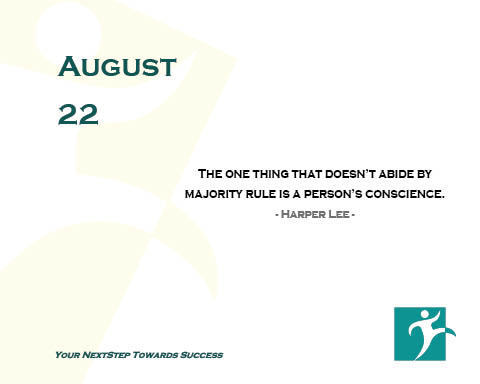 August
22
The one thing that doesn't abide by
majority rule is a person's conscience.
- Harper Lee -
Your NextStep Towards Success